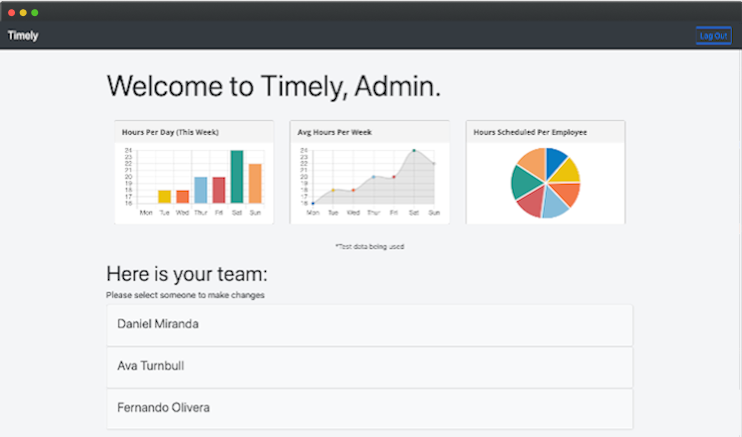 Timely
Log Out
Welcome to Timely, Admin.
Hours Per Day (This Week)
24
23
22
21
20
19
18
17
16
Mon Tue Wed Thur Fri Sat Sun
Avg Hours Per Week
24
23
22
21
20
19
18
17
16
Mon Tue Wed Thur Fri Sat Sun
Hours Scheduled Per Employee
*Test data being used
Here is your team:
Please select someone to make changes
Daniel Miranda
Ava Turnbull
Fernando Olivera